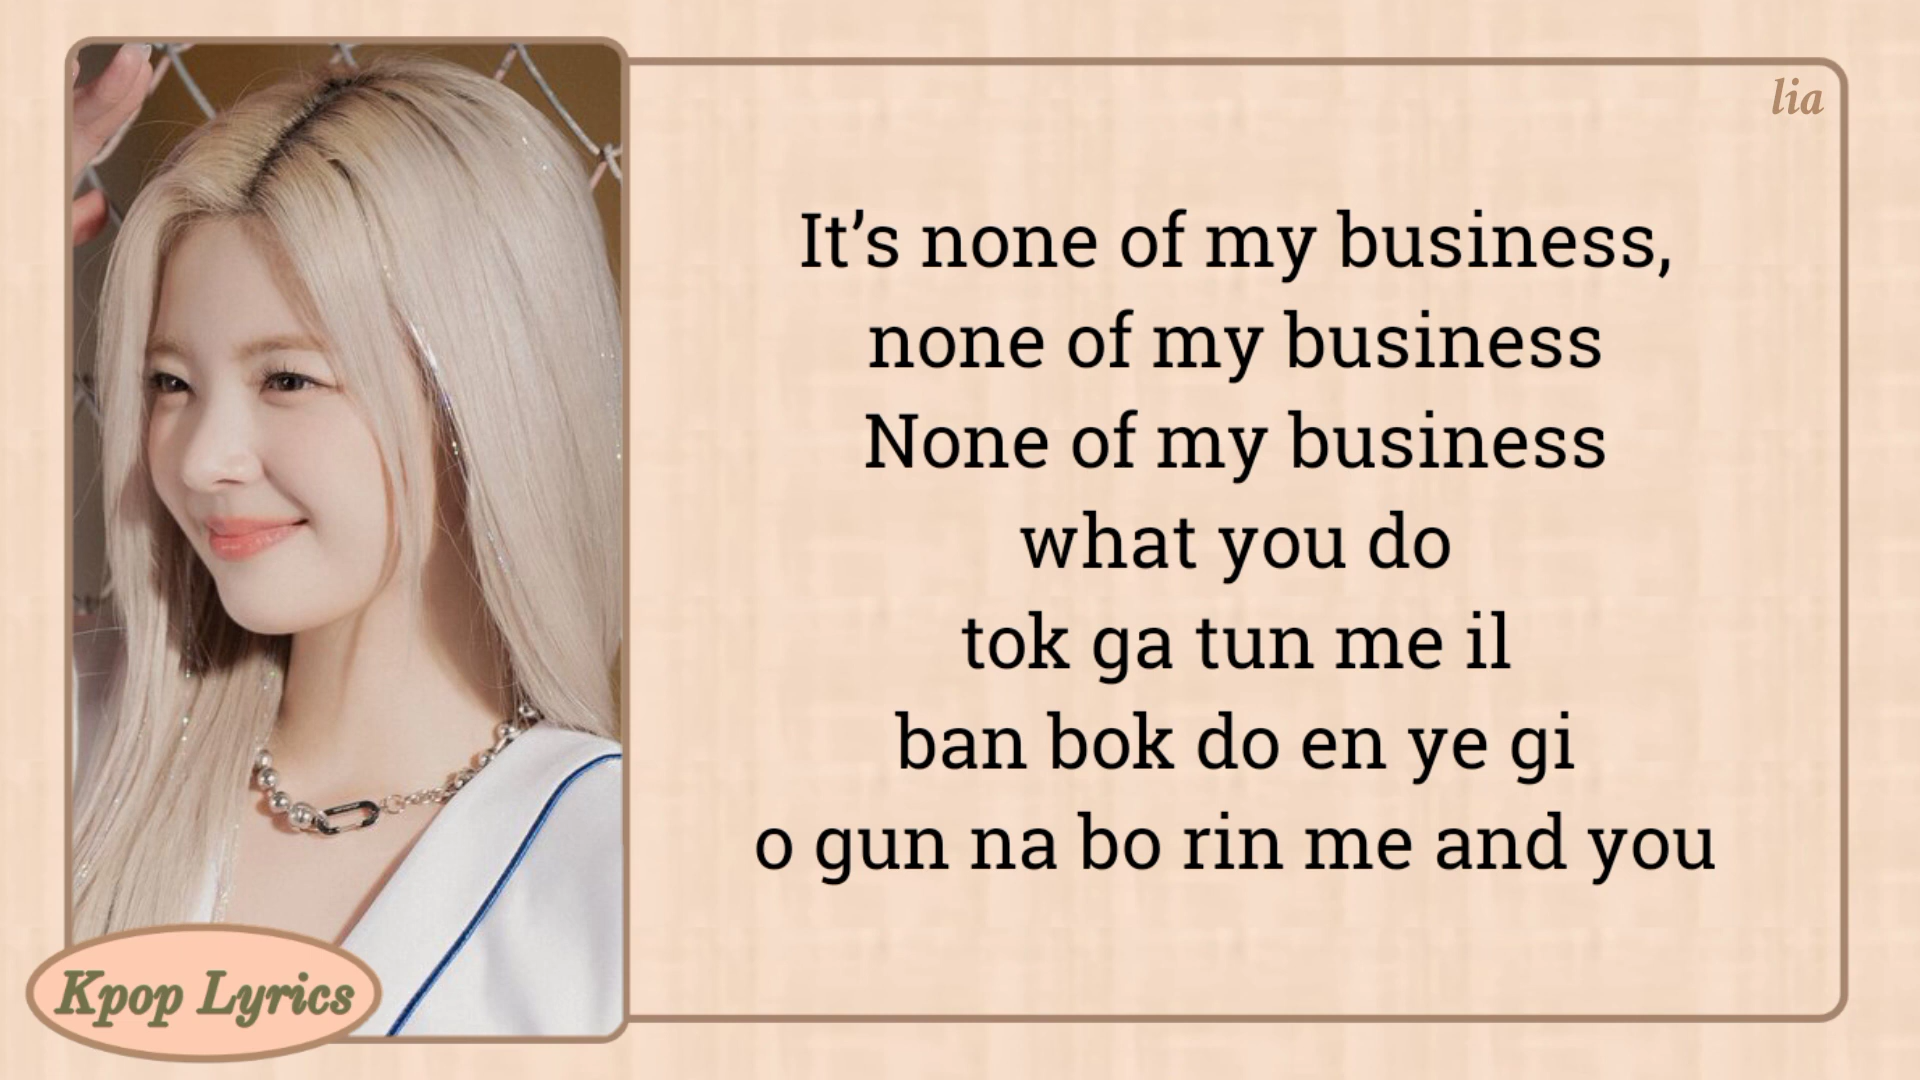 lia
It’s none of my business,
none of my business
None of my business
what you do
tok ga tun me il
ban bok do en ye gi
o gun na bo rin me and you
Kpop Lyrics